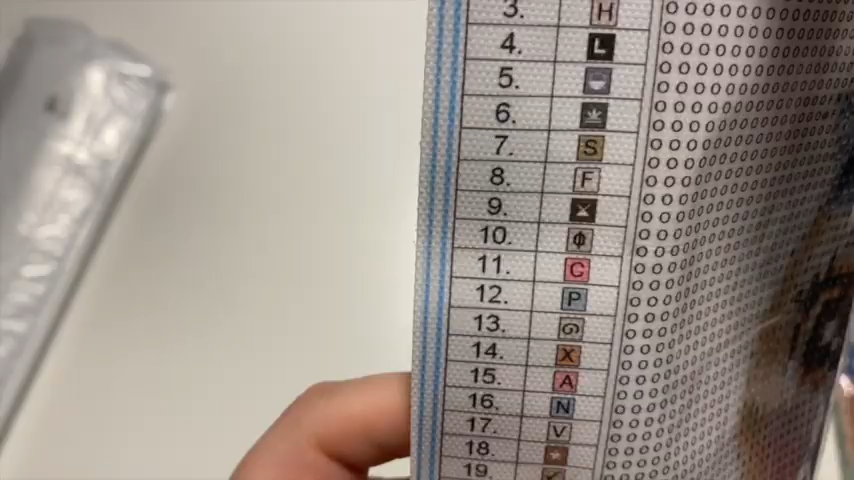 3. H
4. L
5.
6.
7. S
8. F
9.
10. ф
11. C
12. P
13.
14. X
15. A
16. N
17. V
18.
19.